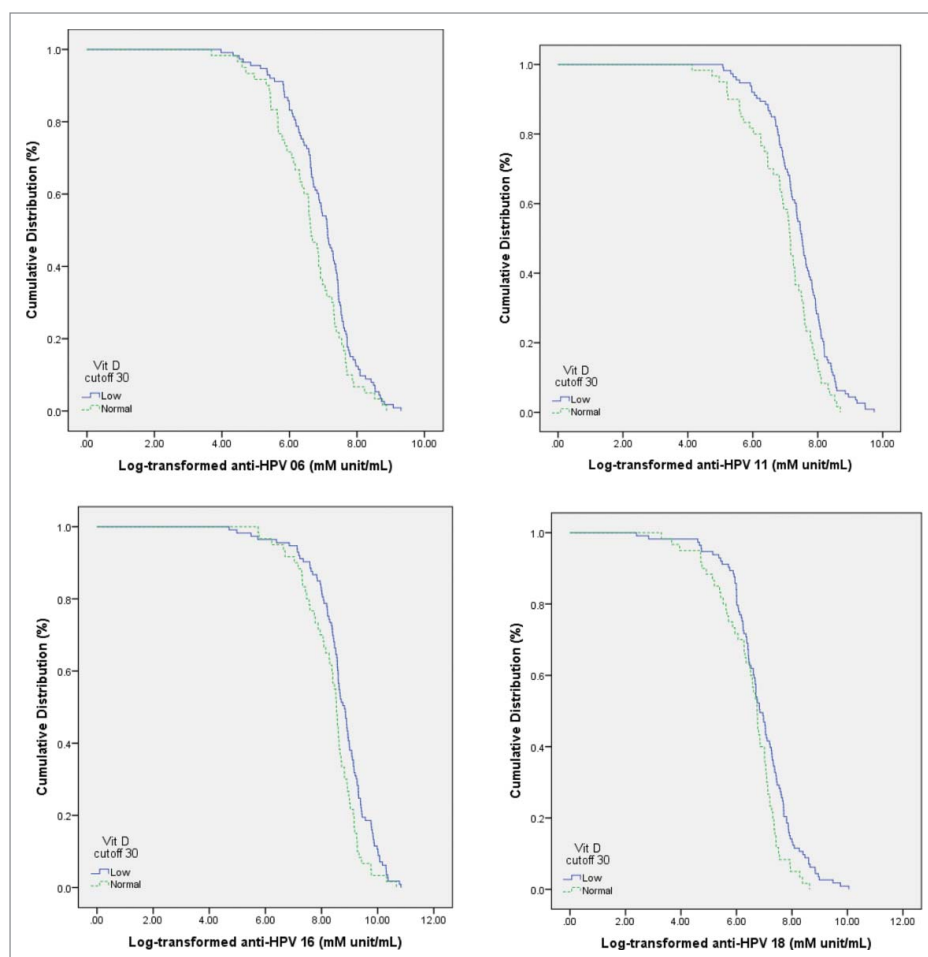 1.0
0.8
0.6
0.4
0.2
0.0
Cumulative Distribution (%)
Vit D
cutoff 30
Low
Normal
.00 2.00 4.00 6.00 8.00 10.00
Log-transformed anti-HPV 06 (mM unit/mL)
1.0
0.8
0.6
0.4
0.2
0.0
Cumulative Distribution (%)
Vit D
cutoff 30
Low
Normal
.00 2.00 4.00 6.00 8.00 10.00
Log-transformed anti-HPV 11 (mM unit/mL)
1.0
0.8
0.6
0.4
0.2
0.0
Cumulative Distribution (%)
Vit D
cutoff 30
Low
Normal
.00 2.00 4.00 6.00 8.00 10.00 12.00
Log-transformed anti-HPV 16 (mM unit/mL)
1.0
0.8
0.6
0.4
0.2
0.0
Cumulative Distribution (%)
Vit D
cutoff 30
Low
Normal
.00 2.00 4.00 6.00 8.00 10.00 12.00
Log-transformed anti-HPV 18 (mM unit/mL)